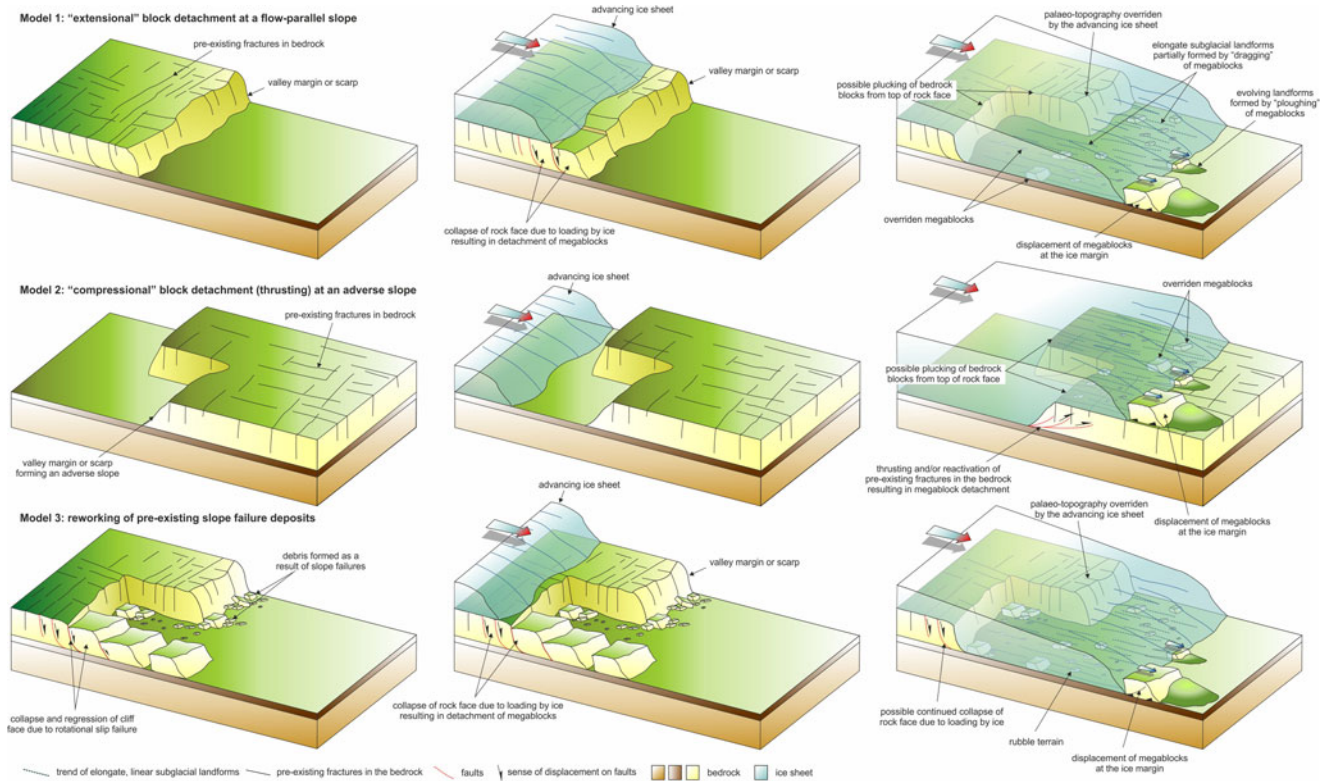 Model 1: “extensional” block detachment at a flow-parallel slope
pre-existing fractures in bedrock
valley margin or scarp
advancing ice sheet
valley margin or scarp
collapse of rock face due to loading by ice
resulting in detachment of megablocks
palaeo-topography overriden
by the advancing ice sheet
elongate subglacial landforms
partially formed by “dragging”
of megablocks
possible plucking of bedrock
blocks from top of rock face
evolving landforms
formed by “ploughing”
of megablocks
overriden megablocks
displacement of megablocks
at the ice margin
Model 2: “compressional” block detachment (thrusting) at an adverse slope
pre-existing fractures in bedrock
valley margin or scarp
forming an adverse slope
advancing ice sheet
overriden megablocks
possible plucking of bedrock
blocks from top of rock face
thrusting and/or reactivation of
pre-existing fractures in the bedrock
resulting in megablock detachment
displacement of megablocks
at the ice margin
Model 3: reworking of pre-existing slope failure deposits
debris formed as a
result of slope failures
collapse and regression of cliff
face due to rotational slip failure
advancing ice sheet
valley margin or scarp
collapse of rock face due to loading by ice
resulting in detachment of megablocks
palaeo-topography overriden
by the advancing ice sheet
possible continued collapse of
rock face due to loading by ice
rubble terrain
displacement of megablocks
at the ice margin
trend of elongate, linear subglacial landforms
pre-existing fractures in the bedrock
faults
sense of displacement on faults
bedrock
ice sheet